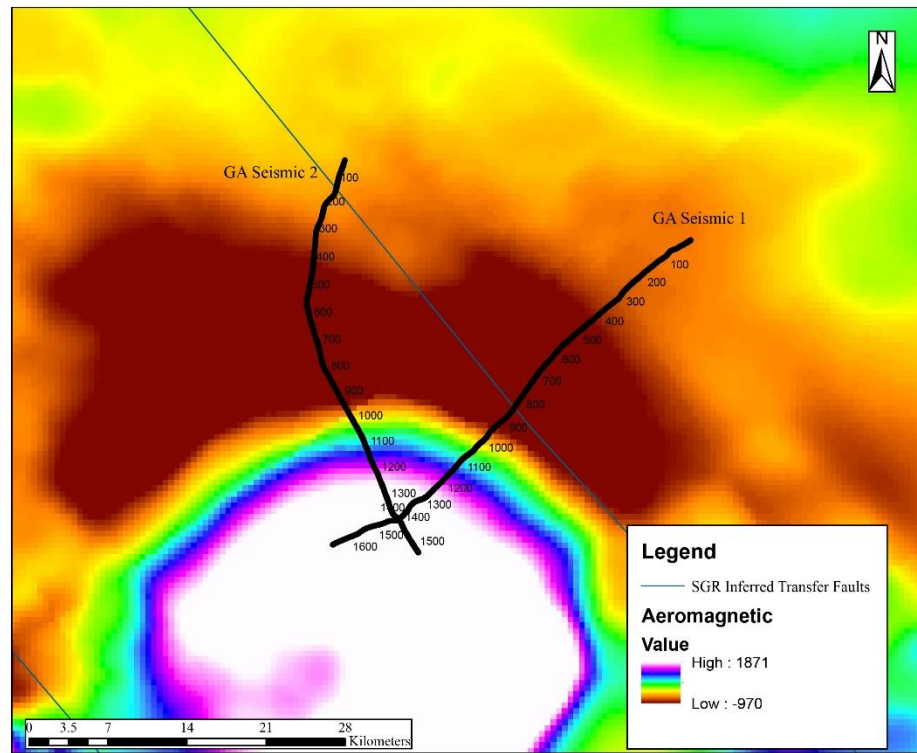 N
GA Seismic 2
100
200
300
400
500
600
700
800
900
1000
1100
1200
1300
1400
1500
GA Seismic 1
100
200
300
400
500
600
700
800
900
1000
1100
1200
1300
1400
1500
1600
Legend
SGR Inferred Transfer Faults
Aeromagnetic
Value
High : 1871
Low : -970
0 3.5 7 14 21 28
Kilometers